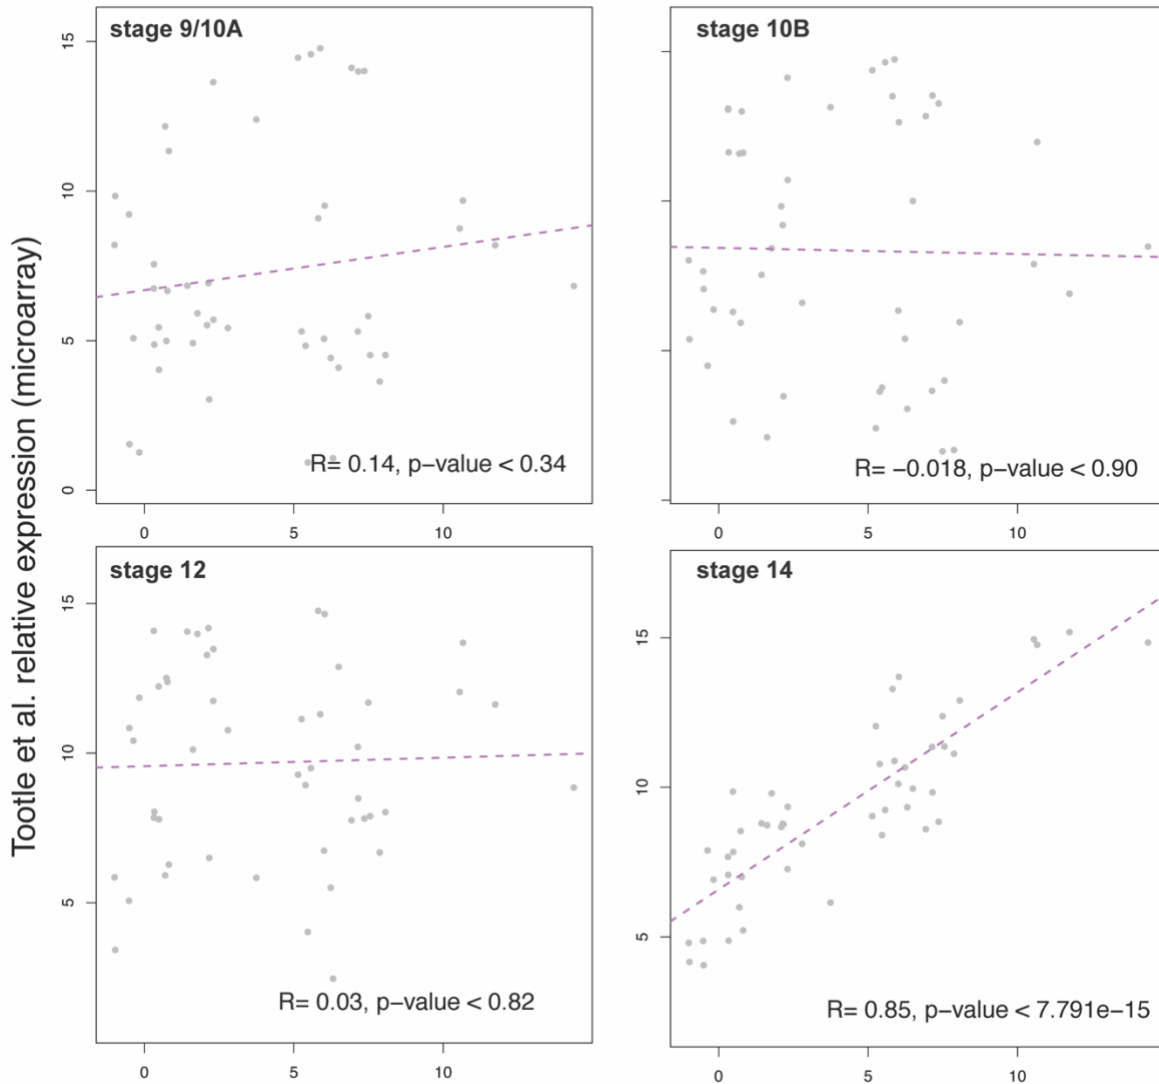 Tootle et al. relative expression (microarray)
stage 9/10A
15
10
5
0
R= 0.14, p−value < 0.34
0 5 10
stage 10B
R= −0.018, p−value < 0.90
0 5 10
stage 12
15
10
5
R= 0.03, p−value < 0.82
0 5 10
stage 14
15
10
5
R= 0.85, p−value < 7.791e−15
0 5 10